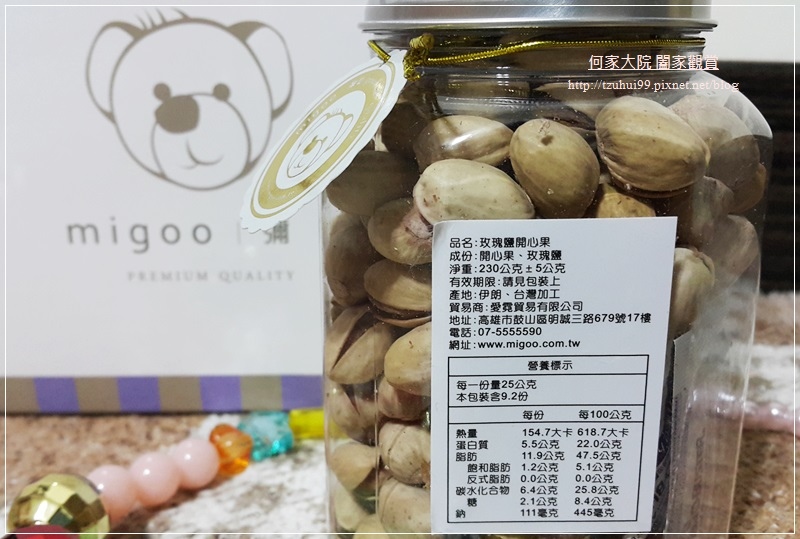 何家大院 闔家觀賞
http://tzuhui99.pixnet.net/blog
migoo | 彌
PREMIUM QUALITY
品名:玫瑰鹽開心果
成份:開心果、玫瑰鹽
淨重:230公克±5公克
有效期限:請見包裝上
產地:伊朗、台灣加工
貿易商:愛霓貿易有限公司
地址:高雄市鼓山區明誠三路679號17樓
電話:07-5555590
網址:www.migoo.com.tw
營養標示
每一份量25公克
本包裝含9.2份
每份 每100公克
熱量 154.7大卡 618.7大卡
蛋白質 5.5公克 22.0公克
脂肪 11.9公克 47.5公克
飽和脂肪 1.2公克 5.1公克
反式脂肪 0.0公克 0.0公克
碳水化合物 6.4公克 25.8公克
糖 2.1公克 8.4公克
鈉 111毫克 445毫克